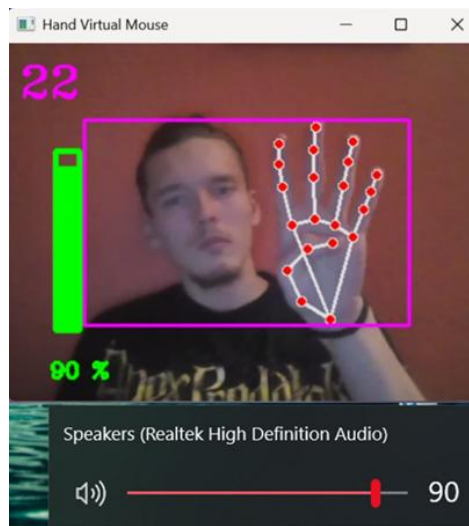 Hand Virtual Mouse
22
90 %
Speakers (Realtek High Definition Audio)
90